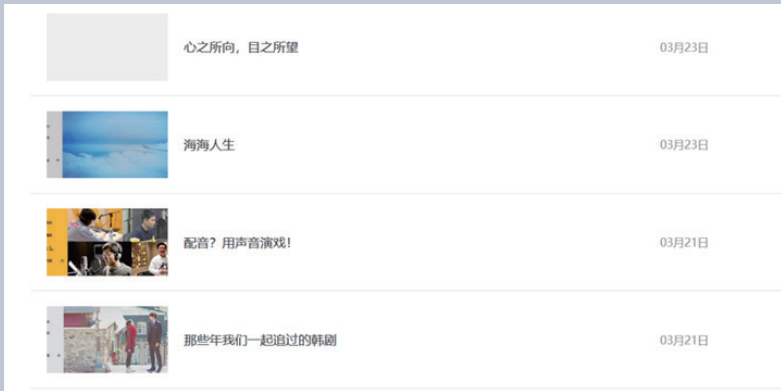 心之所向，目之所望
03月23日
海海人生
03月23日
配音？用声音演戏！
03月21日
那些年我们一起追过的韩剧
03月21日